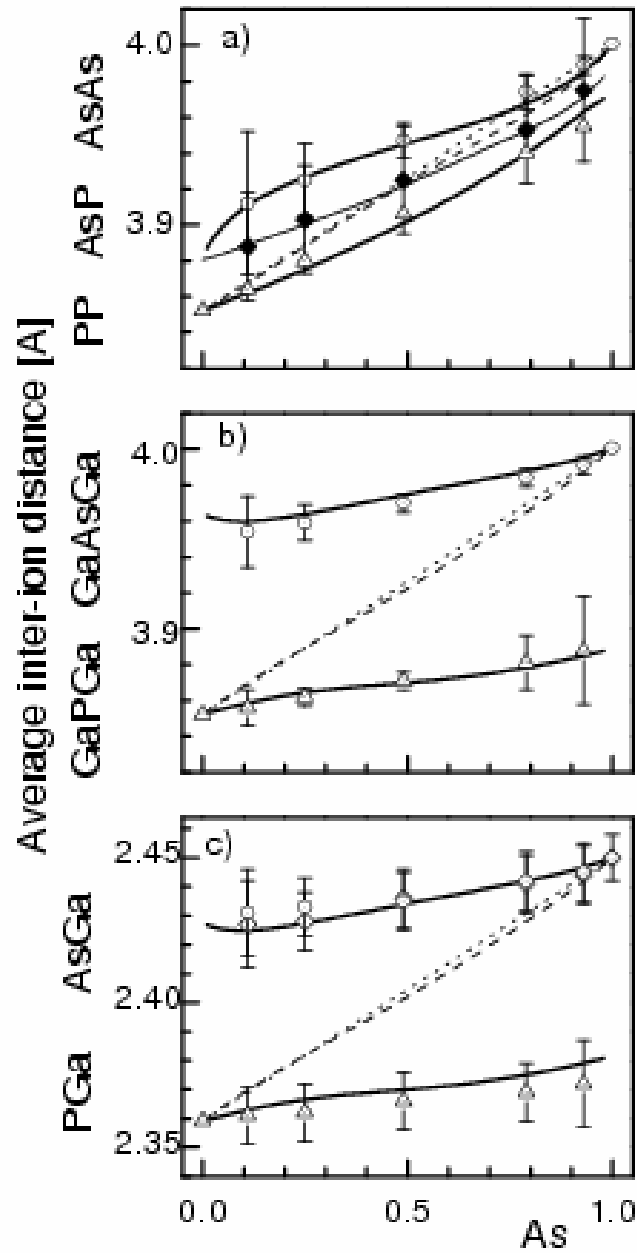 Average inter-ion distance [A]
PP AsP AsAs
a)
4.0
3.9
GaPGa GaAsGa
b)
4.0
3.9
PGa AsGa
c)
2.45
2.40
2.35
0.0 0.5 1.0
As